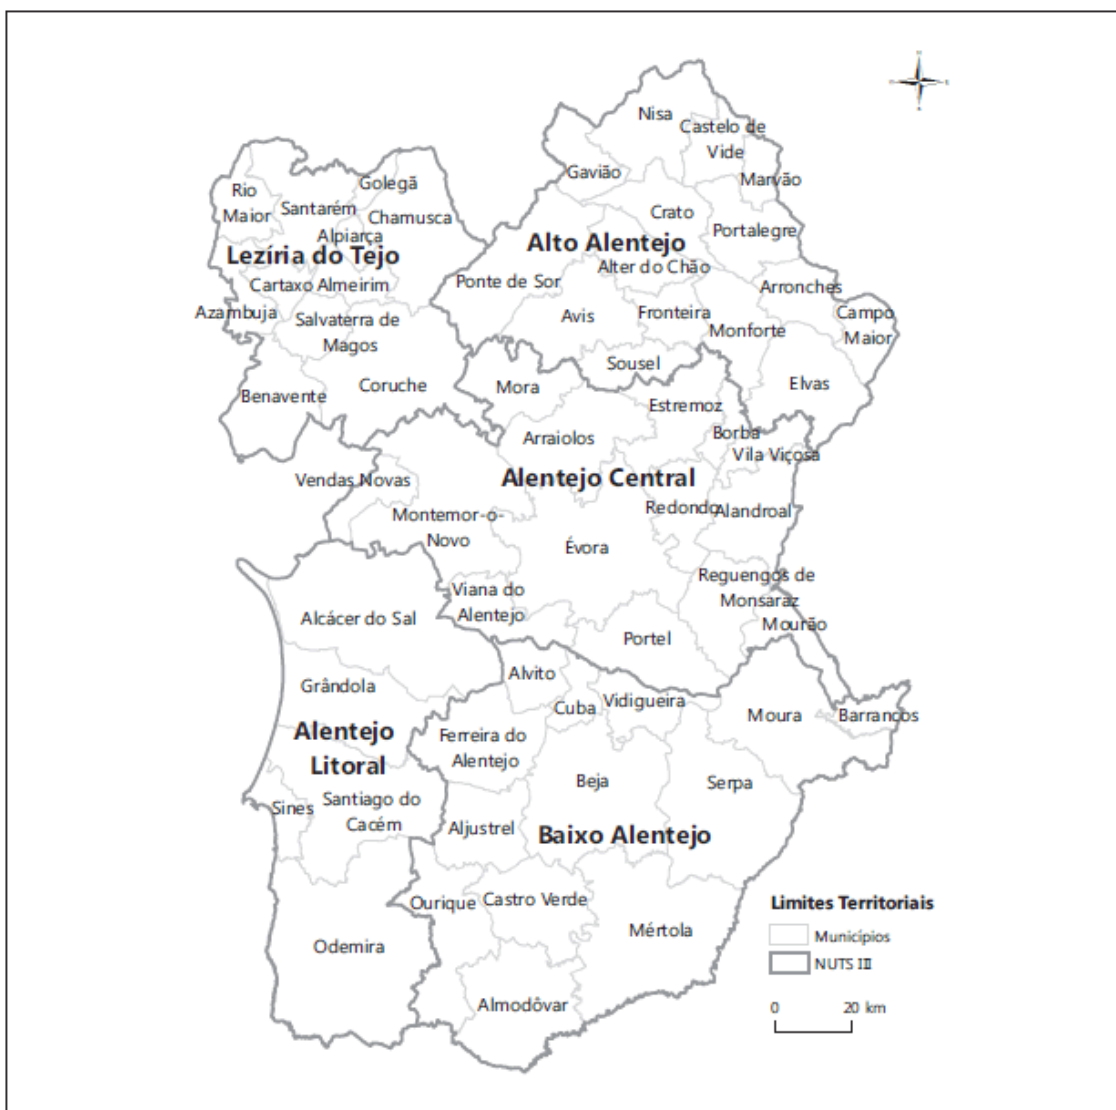 Nisa
Castelo de
Vide
Gavião
Marvão
Golegã
Rio
Maior
Santarém
Chamusca
Crato
Portalegre
Alpiarça
Alto Alentejo
Lezíria do Tejo
Alter do Chão
Ponte de Sor
Cartaxo
Almeirim
Arronches
Azambuja
Salvaterra de
Magos
Avis
Fronteira
Campo
Maior
Monforte
Sousel
Benavente
Coruche
Mora
Elvas
Estremoz
Arraiolos
Borba
Vila Viçosa
Vendas Novas
Alentejo Central
Redondo
Alandroal
Montemor-o-
Novo
Évora
Viana do
Alentejo
Reguengos de
Monsaraz
Mourão
Alcácer do Sal
Portel
Alvito
Grândola
Cuba
Vidigueira
Moura
Barrancos
Alentejo
Litoral
Ferreira do
Alentejo
Beja
Serpa
Sines
Santiago do
Cacém
Aljustrel
Baixo Alentejo
Ourique
Castro Verde
Mértola
Odemira
Almodôvar
Limites Territoriais
Municípios
NUTS III
0 20 km